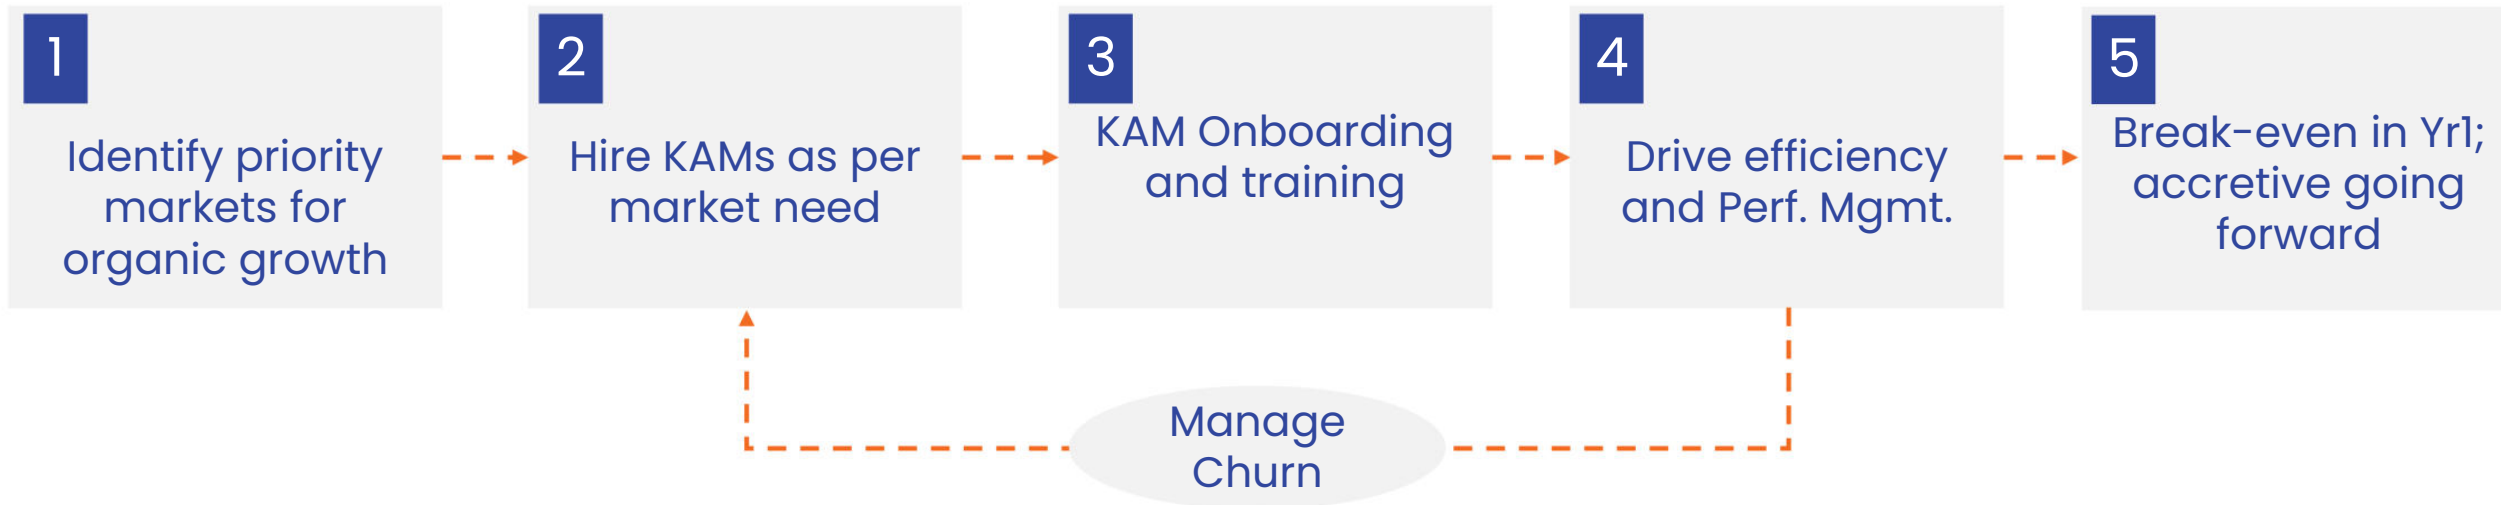 1
Identify priority
markets for
organic growth
2
Hire KAMs as per
market need
3
KAM Onboarding
and training
4
Drive efficiency
and Perf. Mgmt.
5
Break-even in Yr1;
accretive going
forward
Manage
Churn